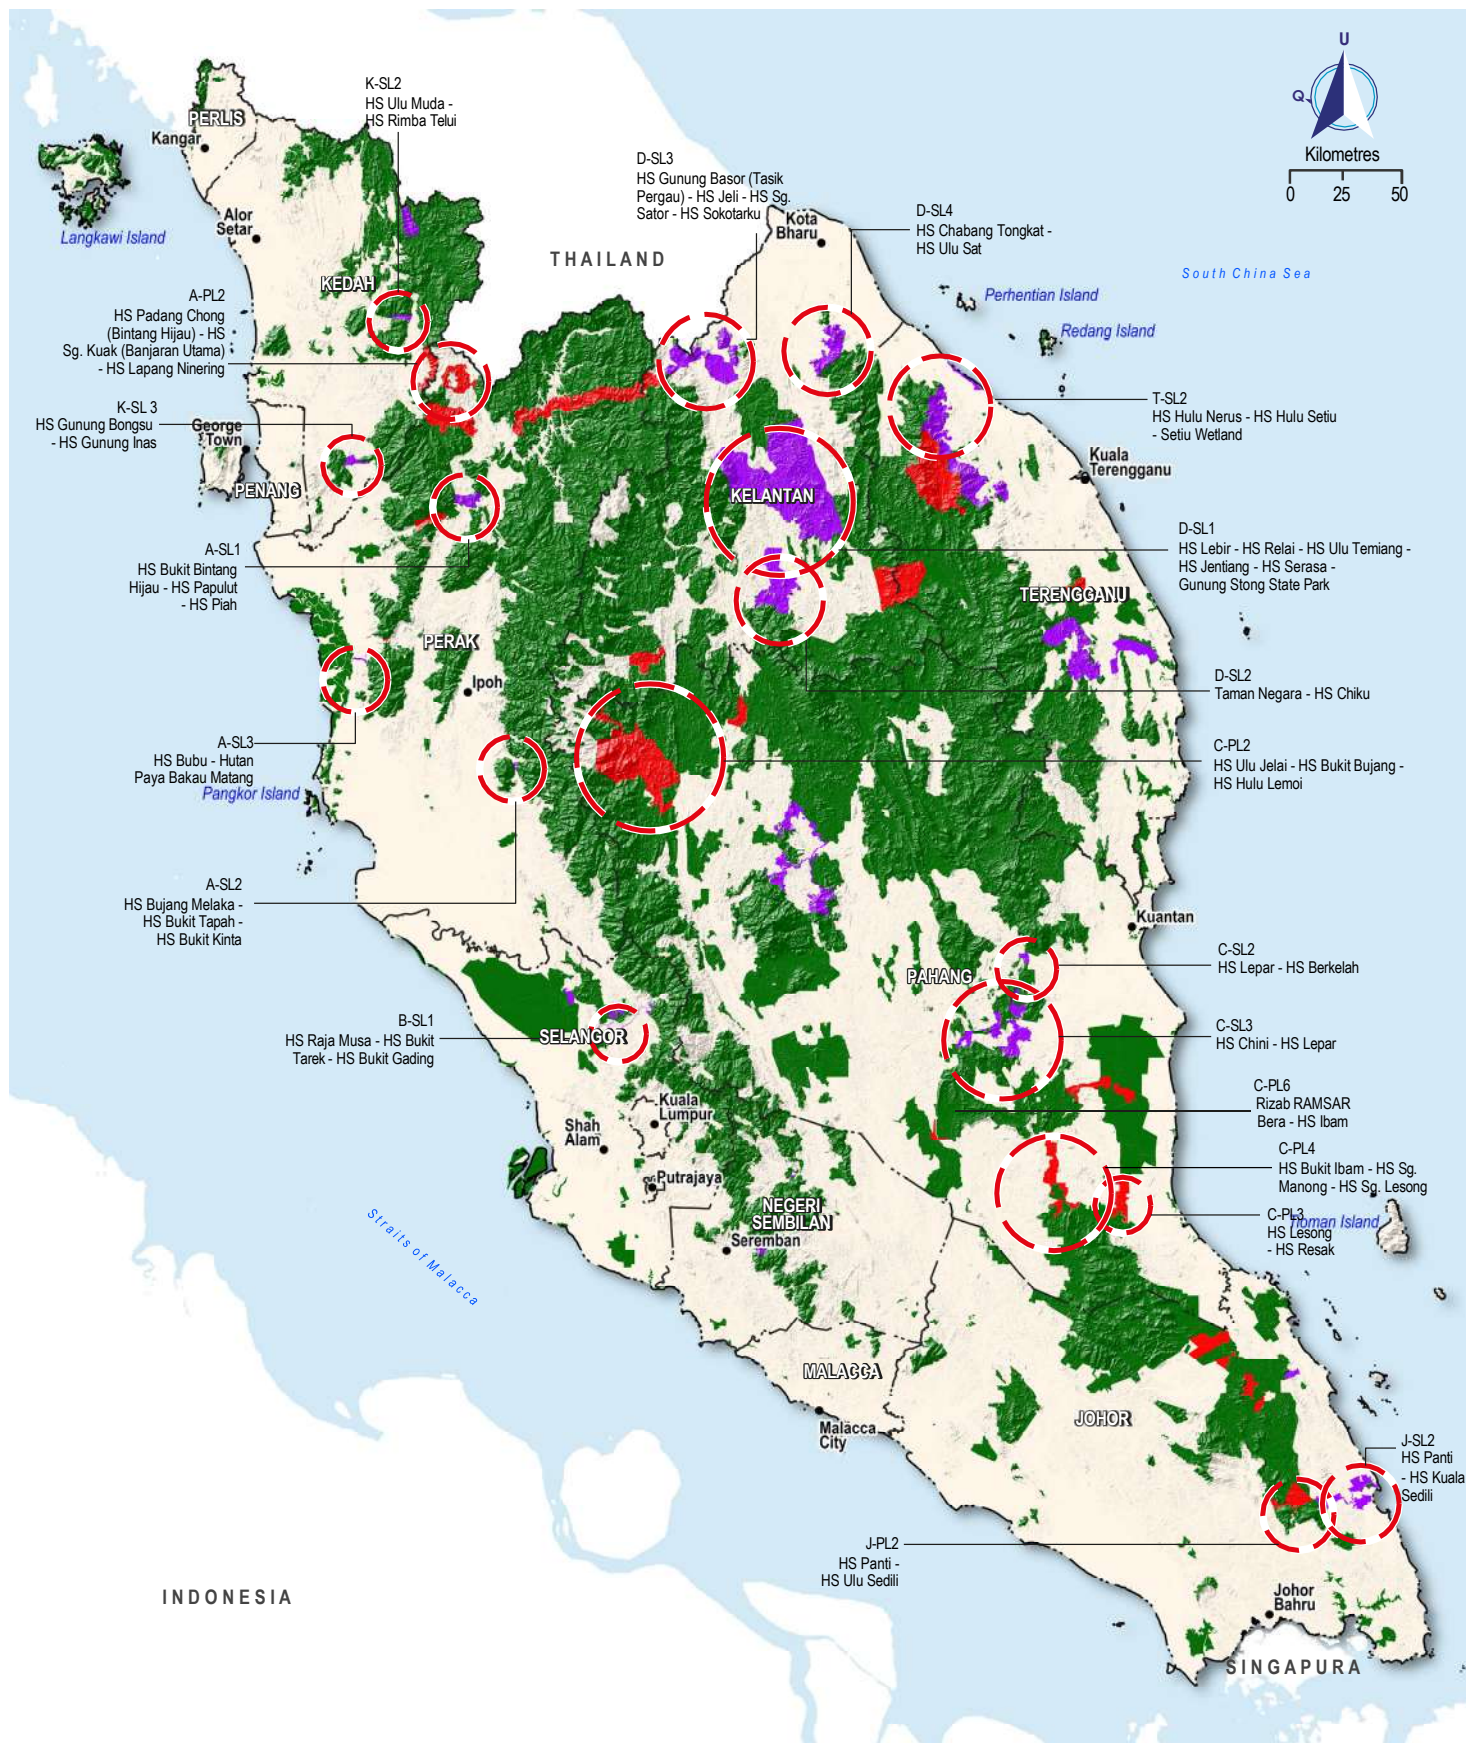 U
Q
Kilometres
0 25 50
K-SL2
HS Ulu Muda -
HS Rimba Telui
PERLIS
Kangar
Alor
Setar
Langkawi Island
KEDAH
THAILAND
D-SL3
HS Gunung Basor (Tasik
Pergau) - HS Jeli - HS Sg.
Sator - HS Sokotarku
Kota
Bharu
D-SL4
HS Chabang Tongkat -
HS Ulu Sat
South China Sea
Perhentian Island
Redang Island
A-PL2
HS Padang Chong
(Bintang Hijau) - HS
Sg. Kuak (Banjaran Utama)
- HS Lapang Ninering
K-SL 3
HS Gunung Bongsu
- HS Gunung Inas
George
Town
PENANG
T-SL2
HS Hulu Nerus - HS Hulu Setiu
- Setiu Wetland
Kuala
Terengganu
KELANTAN
D-SL1
HS Lebir - HS Relai - HS Ulu Temiang -
HS Jentiang - HS Serasa -
Gunung Stong State Park
A-SL1
HS Bukit Bintang
Hijau - HS Papulut
- HS Piah
TERENGGANU
PERAK
Ipoh
D-SL2
Taman Negara - HS Chiku
A-SL3
HS Bubu - Hutan
Paya Bakau Matang
Pangkor Island
C-PL2
HS Ulu Jelai - HS Bukit Bujang -
HS Hulu Lemoi
A-SL2
HS Bujang Melaka -
HS Bukit Tapah -
HS Bukit Kinta
Kuantan
C-SL2
HS Lepar - HS Berkelah
PAHANG
B-SL1
HS Raja Musa - HS Bukit
Tarek - HS Bukit Gading
SELANGOR
C-SL3
HS Chini - HS Lepar
C-PL6
Rizab RAMSAR
Bera - HS Ibam
Kuala
Lumpur
Shah
Alam
Putrajaya
C-PL4
HS Bukit Ibam - HS Sg.
Manong - HS Sg. Lesong
C-PL3
HS Lesong
- HS Resak
Tioman Island
NEGERI
SEMBILAN
Seremban
Straits of Malacca
MALACCA
Malacca
City
JOHOR
J-SL2
HS Panti
- HS Kuala
Sedili
J-PL2
HS Panti -
HS Ulu Sedili
Johor
Bahru
INDONESIA
SINGAPURA